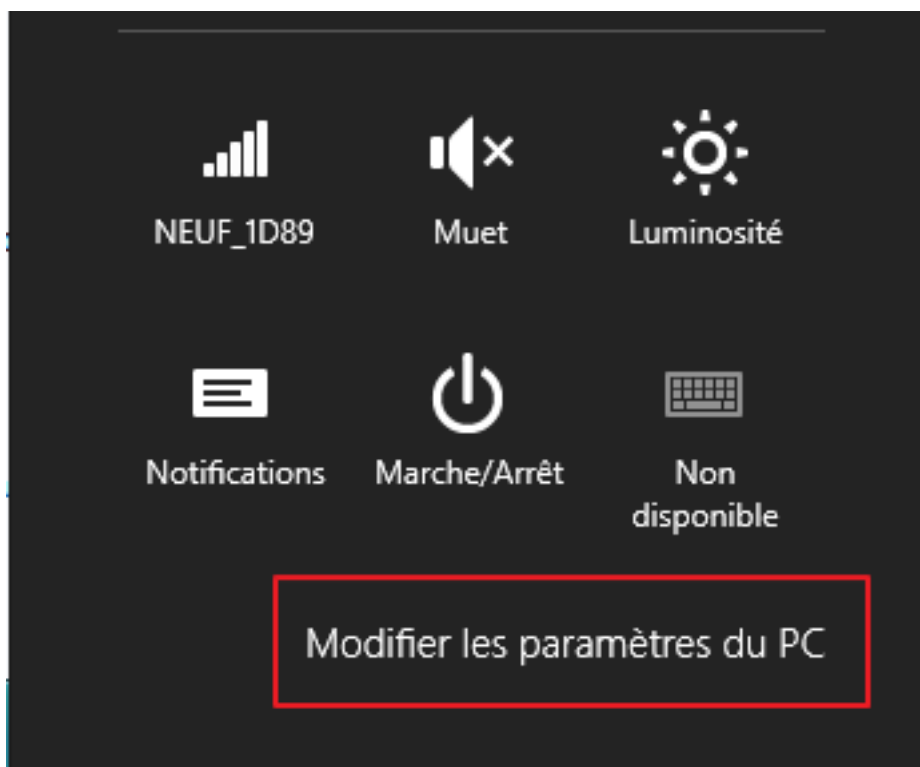 NEUF_1D89
Muet
Luminosité
Notifications
Marche/Arrêt
Non
disponible
Modifier les paramètres du PC